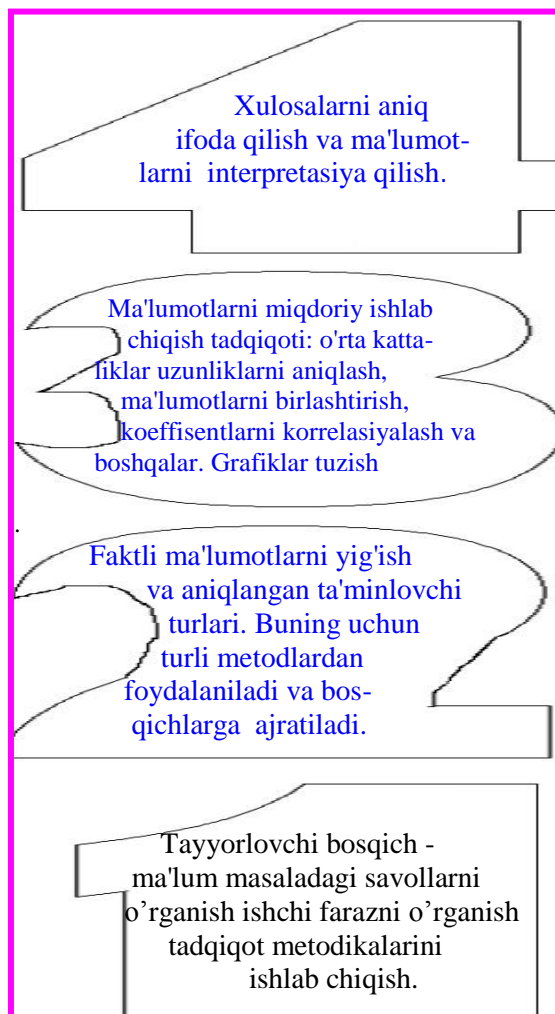 Xulosalarni aniq
ifoda qilish va ma'lumot-
larni interpretasiya qilish.
Ma'lumotlarni miqdoriy ishlab
chiqish tadqiqoti: o'rta katta-
liklar uzunliklarni aniqlash,
ma'lumotlarni birlashtirish,
koeffisentlarni korrelasiyalash va
boshqalar. Grafiklar tuzish
.
Faktli ma'lumotlarni yig'ish
va aniqlangan ta'minlovchi
turlari. Buning uchun
turli metodlardan
foydalaniladi va bos-
qichlarga ajratiladi.
Tayyorlovchi bosqich -
ma'lum masaladagi savollarni
o’rganish ishchi farazni o’rganish
tadqiqot metodikalarini
ishlab chiqish.